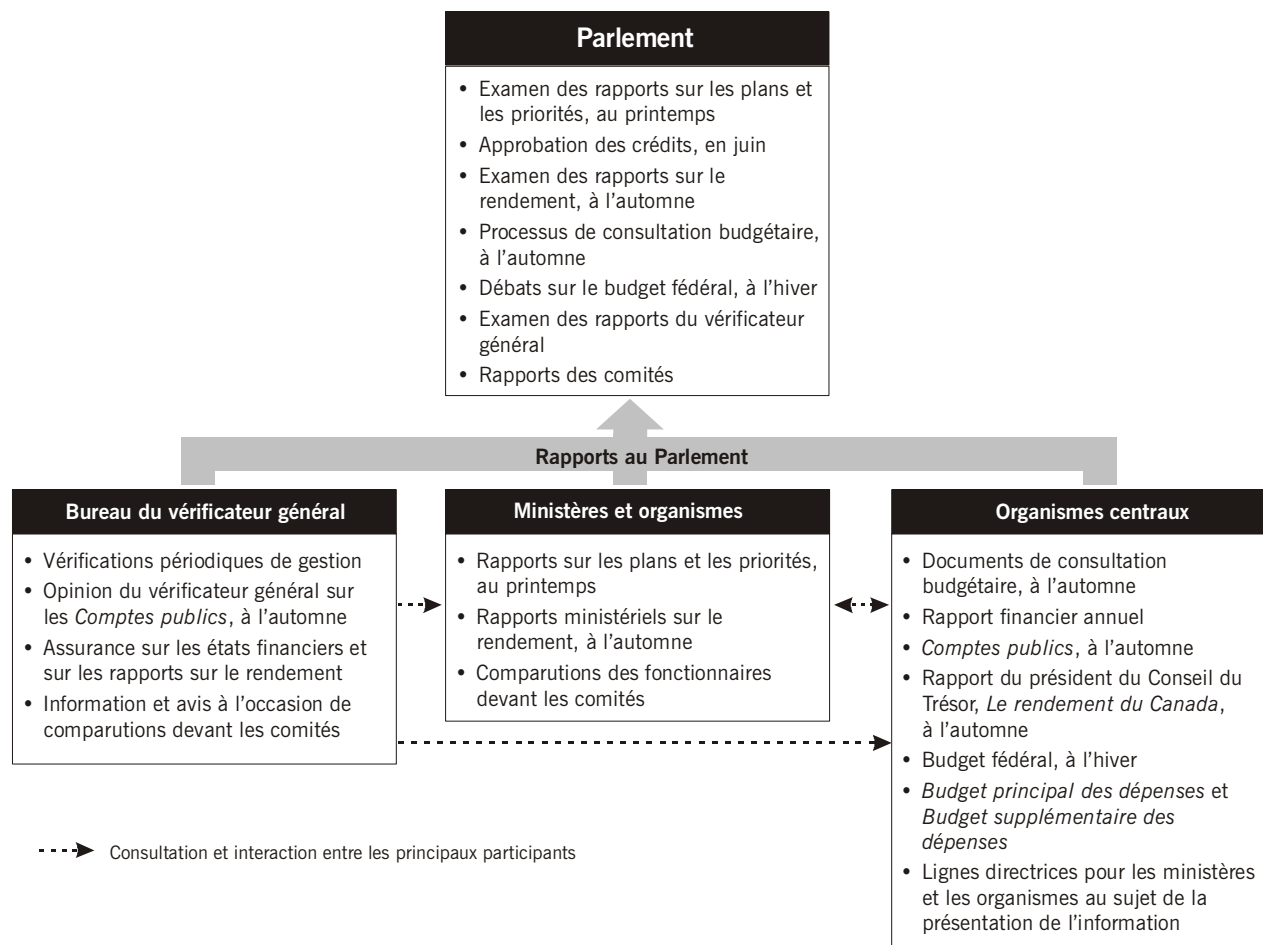 Parlement
• Examen des rapports sur les plans et
les priorités, au printemps
• Approbation des crédits, en juin
• Examen des rapports sur le
rendement, à l'automne
• Processus de consultation budgétaire,
à l'automne
• Débats sur le budget fédéral, à l'hiver
• Examen des rapports du vérificateur
général
• Rapports des comités
Rapports au Parlement
Bureau du vérificateur général
• Vérifications périodiques de gestion
• Opinion du vérificateur général sur
les Comptes publics, à l'automne
• Assurance sur les états financiers et
sur les rapports sur le rendement
• Information et avis à l'occasion de
comparutions devant les comités
Ministères et organismes
• Rapports sur les plans et les priorités,
au printemps
• Rapports ministériels sur le
rendement, à l'automne
• Comparutions des fonctionnaires
devant les comités
Organismes centraux
• Documents de consultation
budgétaire, à l'automne
• Rapport financier annuel
• Comptes publics, à l'automne
• Rapport du président du Conseil du
Trésor, Le rendement du Canada,
à l'automne
• Budget fédéral, à l'hiver
• Budget principal des dépenses et
Budget supplémentaire des
dépenses
• Lignes directrices pour les ministères
et les organismes au sujet de la
présentation de l'information
Consultation et interaction entre les principaux participants